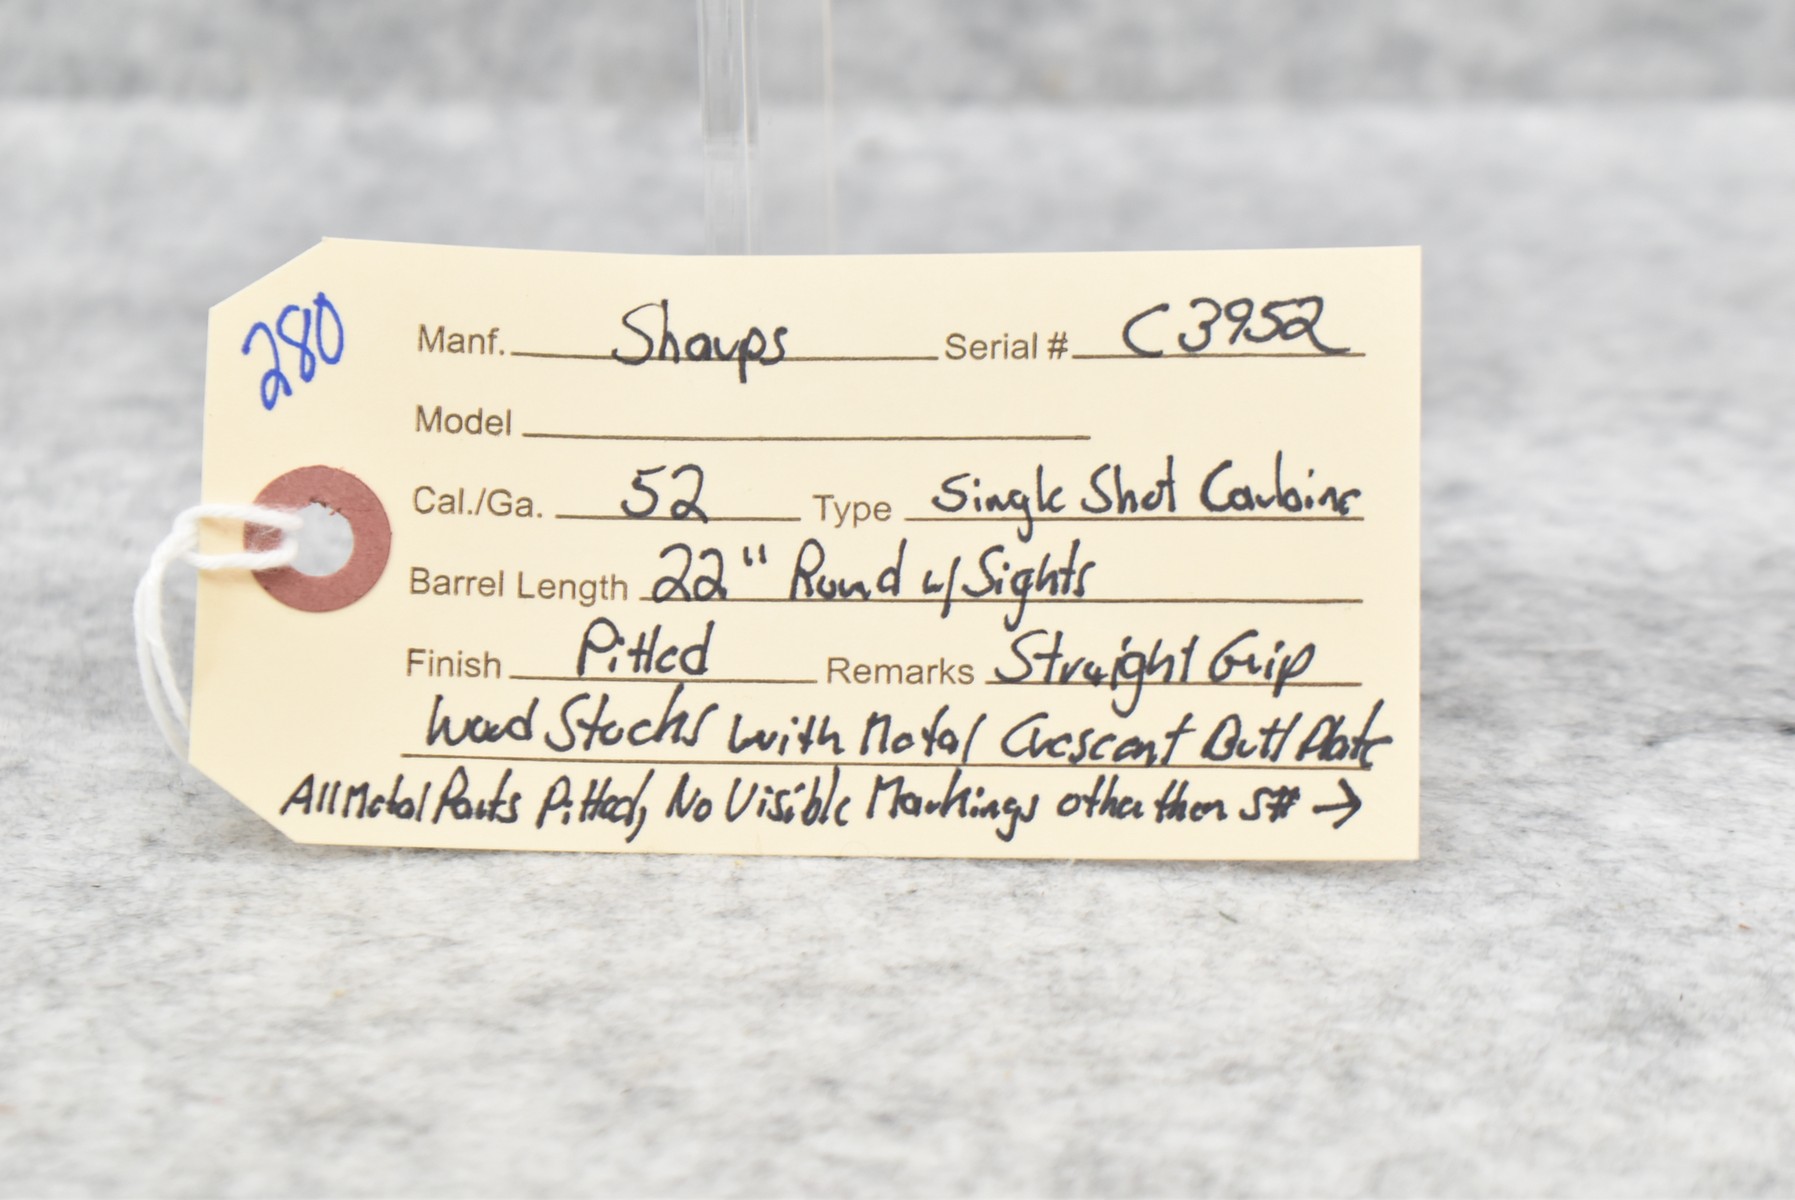 280
Manf. Sharps Serial # C3952
Model
Cal./Ga. 52 Type Single Shot Carbine
Barrel Length 22" Round w/ Sights
Finish Pitted Remarks Straight Grip
Wood Stocks with Metal Crescent Butt Plate
All Metal Parts Pitted, No Visible Markings other then S# →